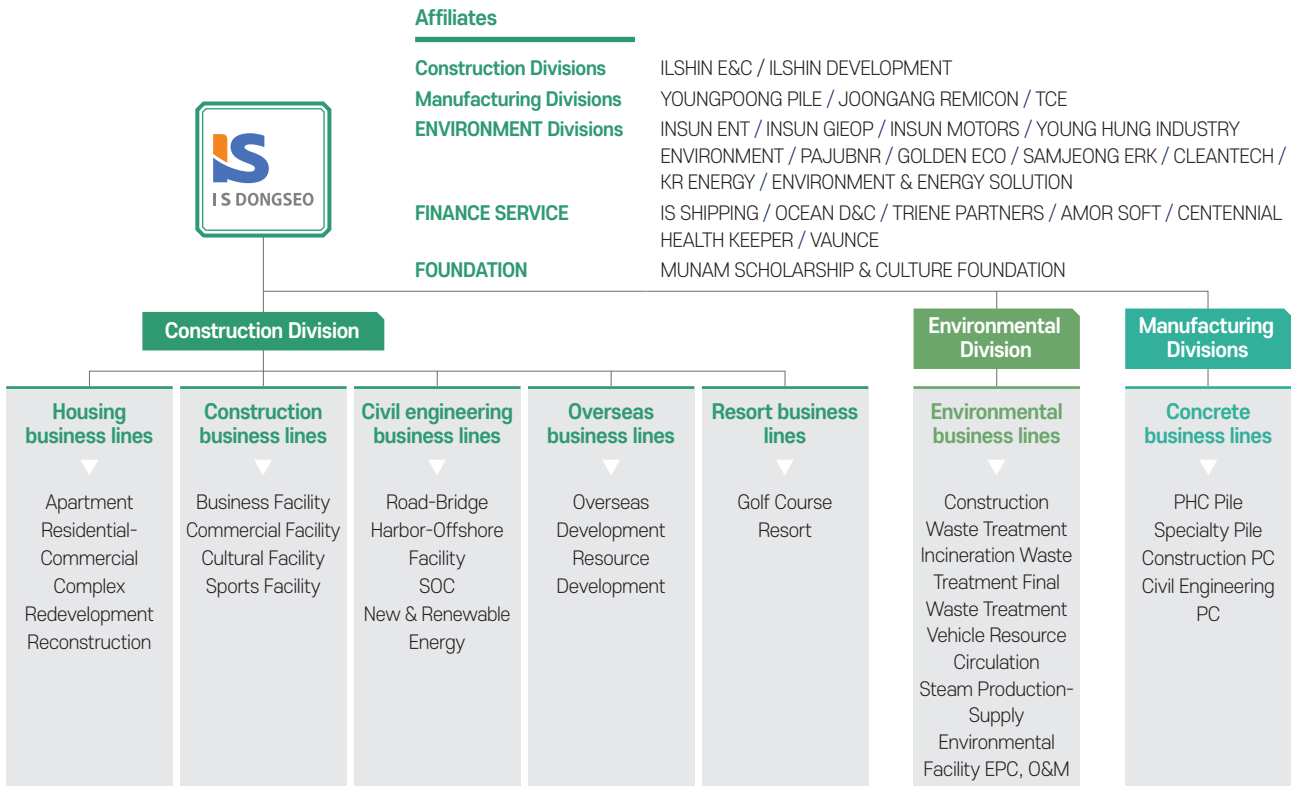 Affiliates
Construction Divisions ILSHIN E&C / ILSHIN DEVELOPMENT
Manufacturing Divisions YOUNGPOONG PILE / JOONGANG REMICON / TCE
ENVIRONMENT Divisions INSUN ENT / INSUN GIEOP / INSUN MOTORS / YOUNG HUNG INDUSTRY
ENVIRONMENT / PAJUBNR / GOLDEN ECO / SAMJEONG ERK / CLEANTECH /
KR ENERGY / ENVIRONMENT & ENERGY SOLUTION
FINANCE SERVICE IS SHIPPING / OCEAN D&C / TRIENE PARTNERS / AMOR SOFT / CENTENNIAL
HEALTH KEEPER / VAUNCE
FOUNDATION MUNAM SCHOLARSHIP & CULTURE FOUNDATION
IS
IS DONGSEO
Construction Division
Environmental
Division
Manufacturing
Divisions
Housing
business lines
Apartment
Residential-
Commercial
Complex
Redevelopment
Reconstruction
Construction
business lines
Business Facility
Commercial Facility
Cultural Facility
Sports Facility
Civil engineering
business lines
Road-Bridge
Harbor-Offshore
Facility
SOC
New & Renewable
Energy
Overseas
business lines
Overseas
Development
Resource
Development
Resort business
lines
Golf Course
Resort
Environmental
business lines
Construction
Waste Treatment
Incineration Waste
Treatment Final
Waste Treatment
Vehicle Resource
Circulation
Steam Production-
Supply
Environmental
Facility EPC, O&M
Concrete
business lines
PHC Pile
Specialty Pile
Construction PC
Civil Engineering
PC